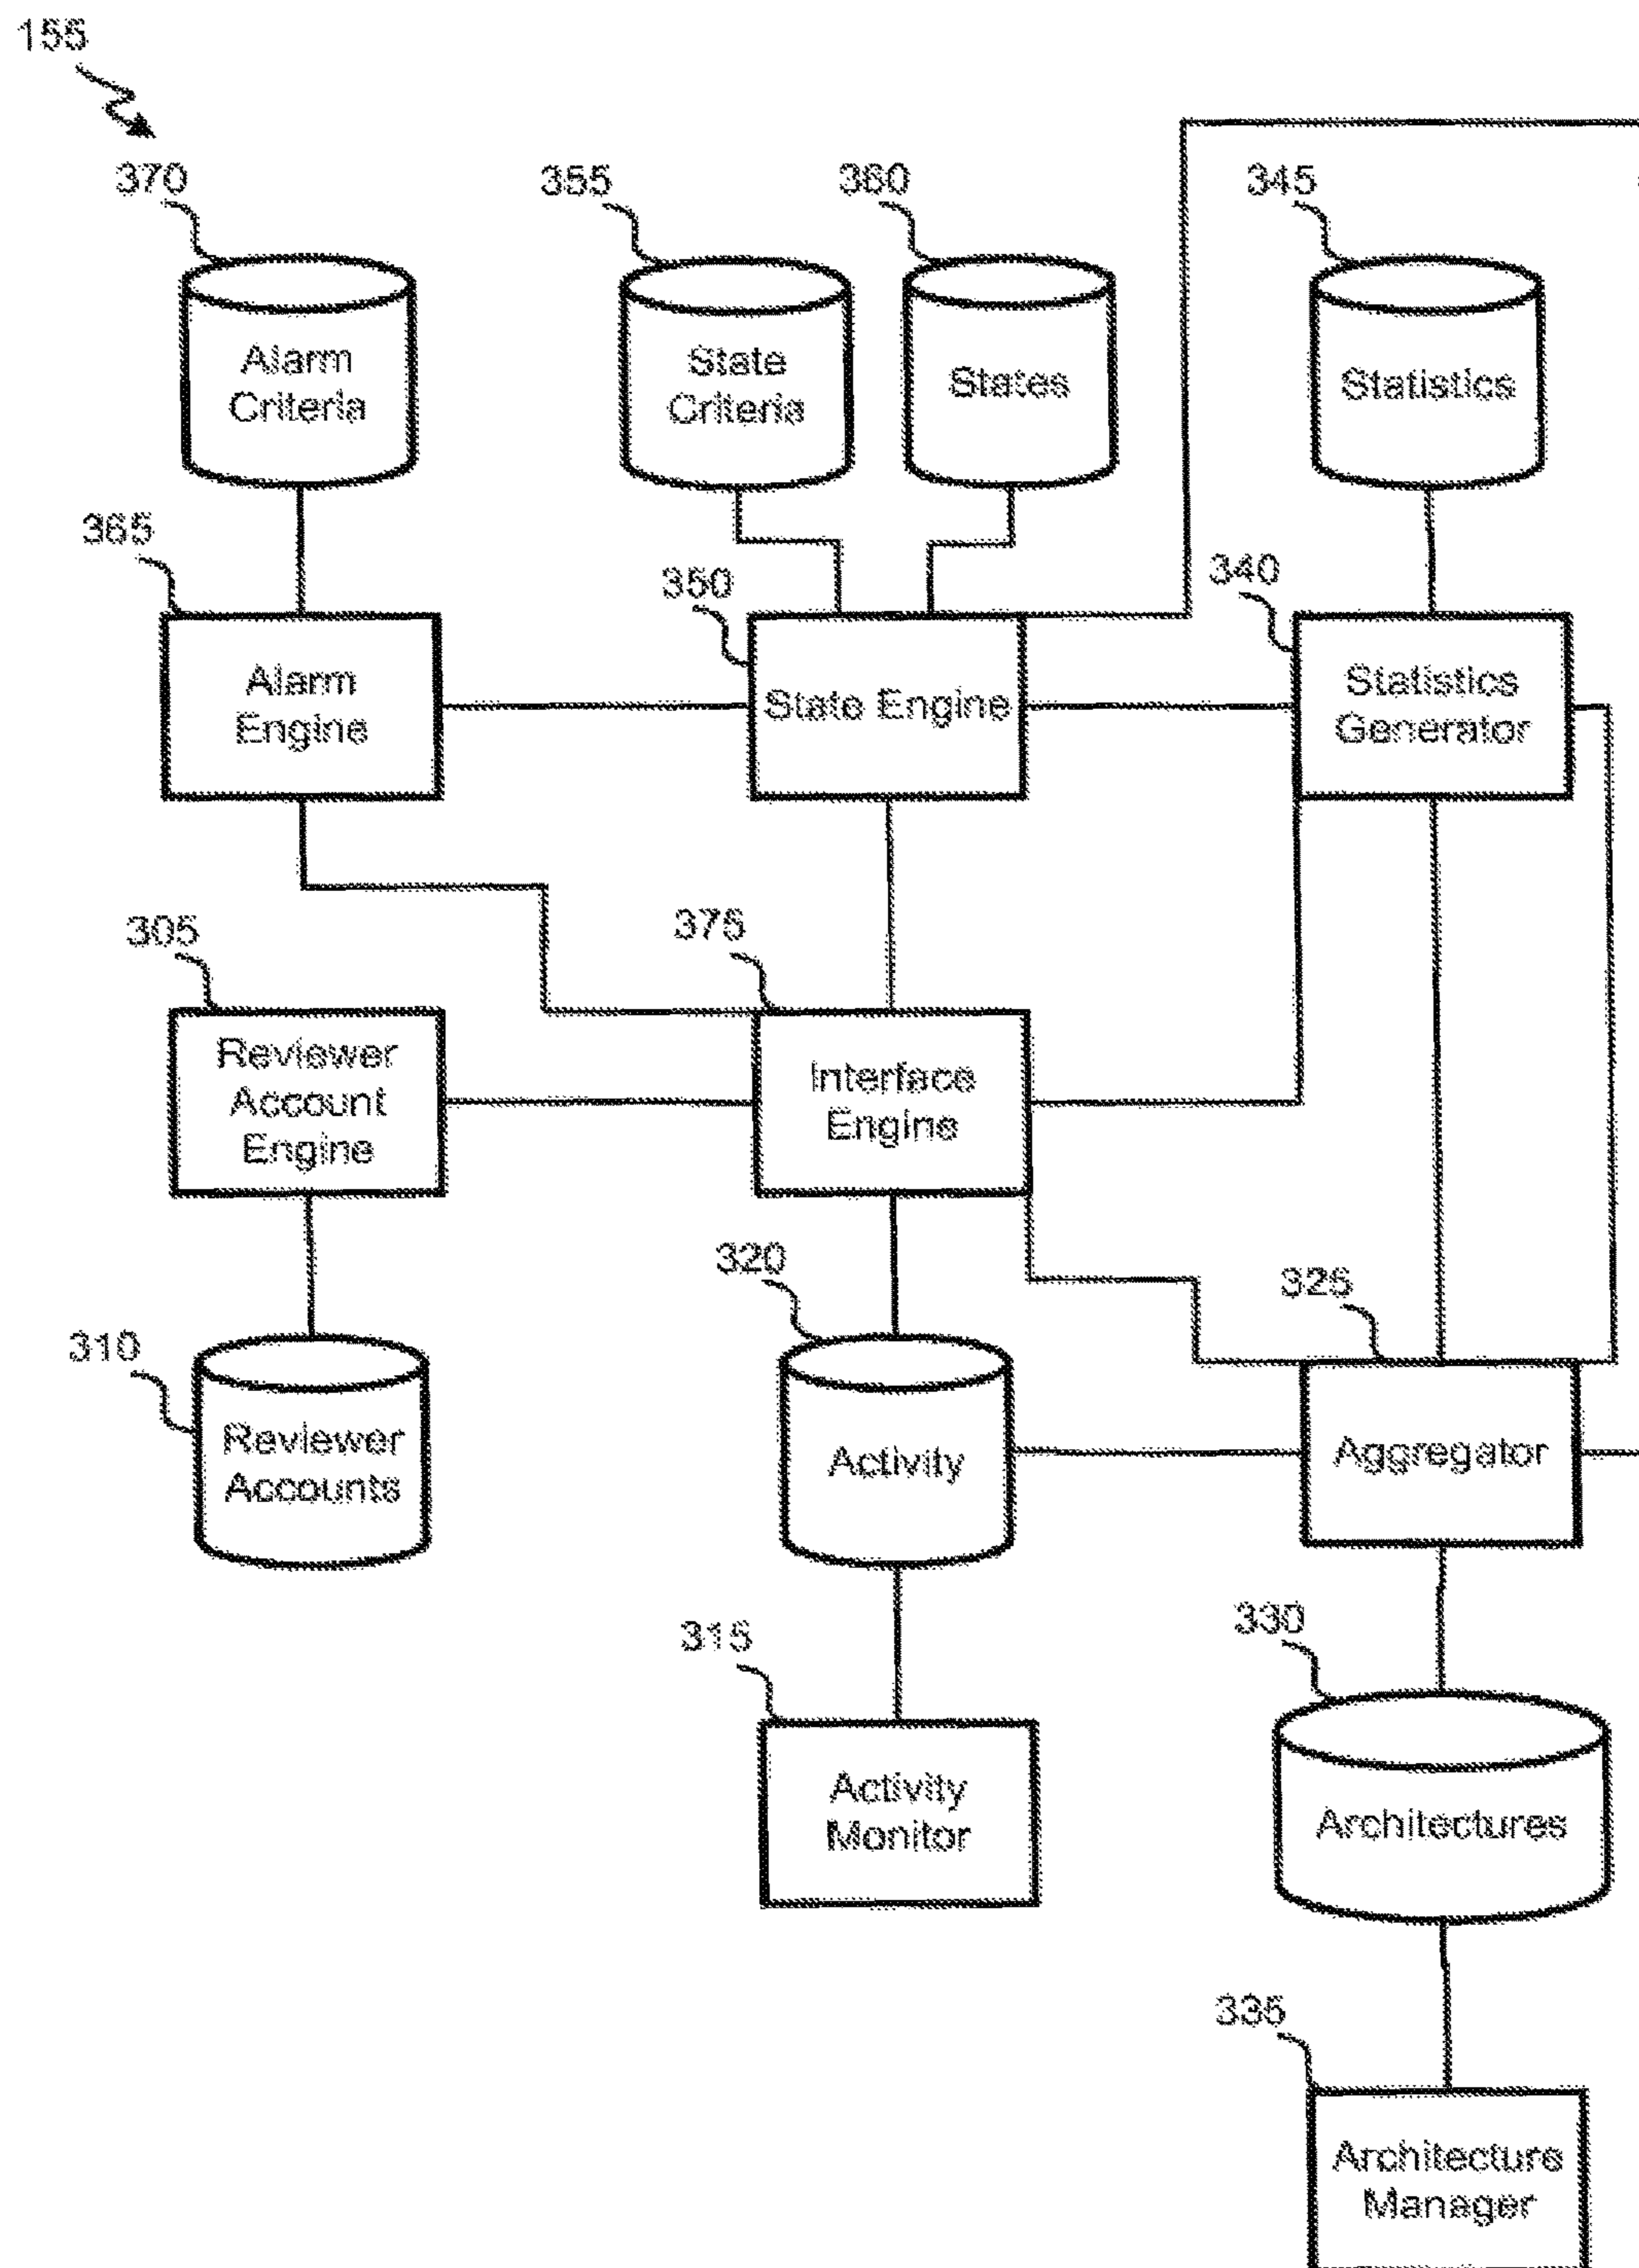 155
370
355
360
345
Alarm
Criteria
State
Criteria
States
Statistics
365
350
340
Alarm
Engine
State Engine
Statistics
Generator
305
375
Reviewer
Account
Engine
Interface
Engine
320
325
310
Reviewer
Accounts
Activity
Aggregator
315
330
Activity
Monitor
Architectures
335
Architecture
Manager